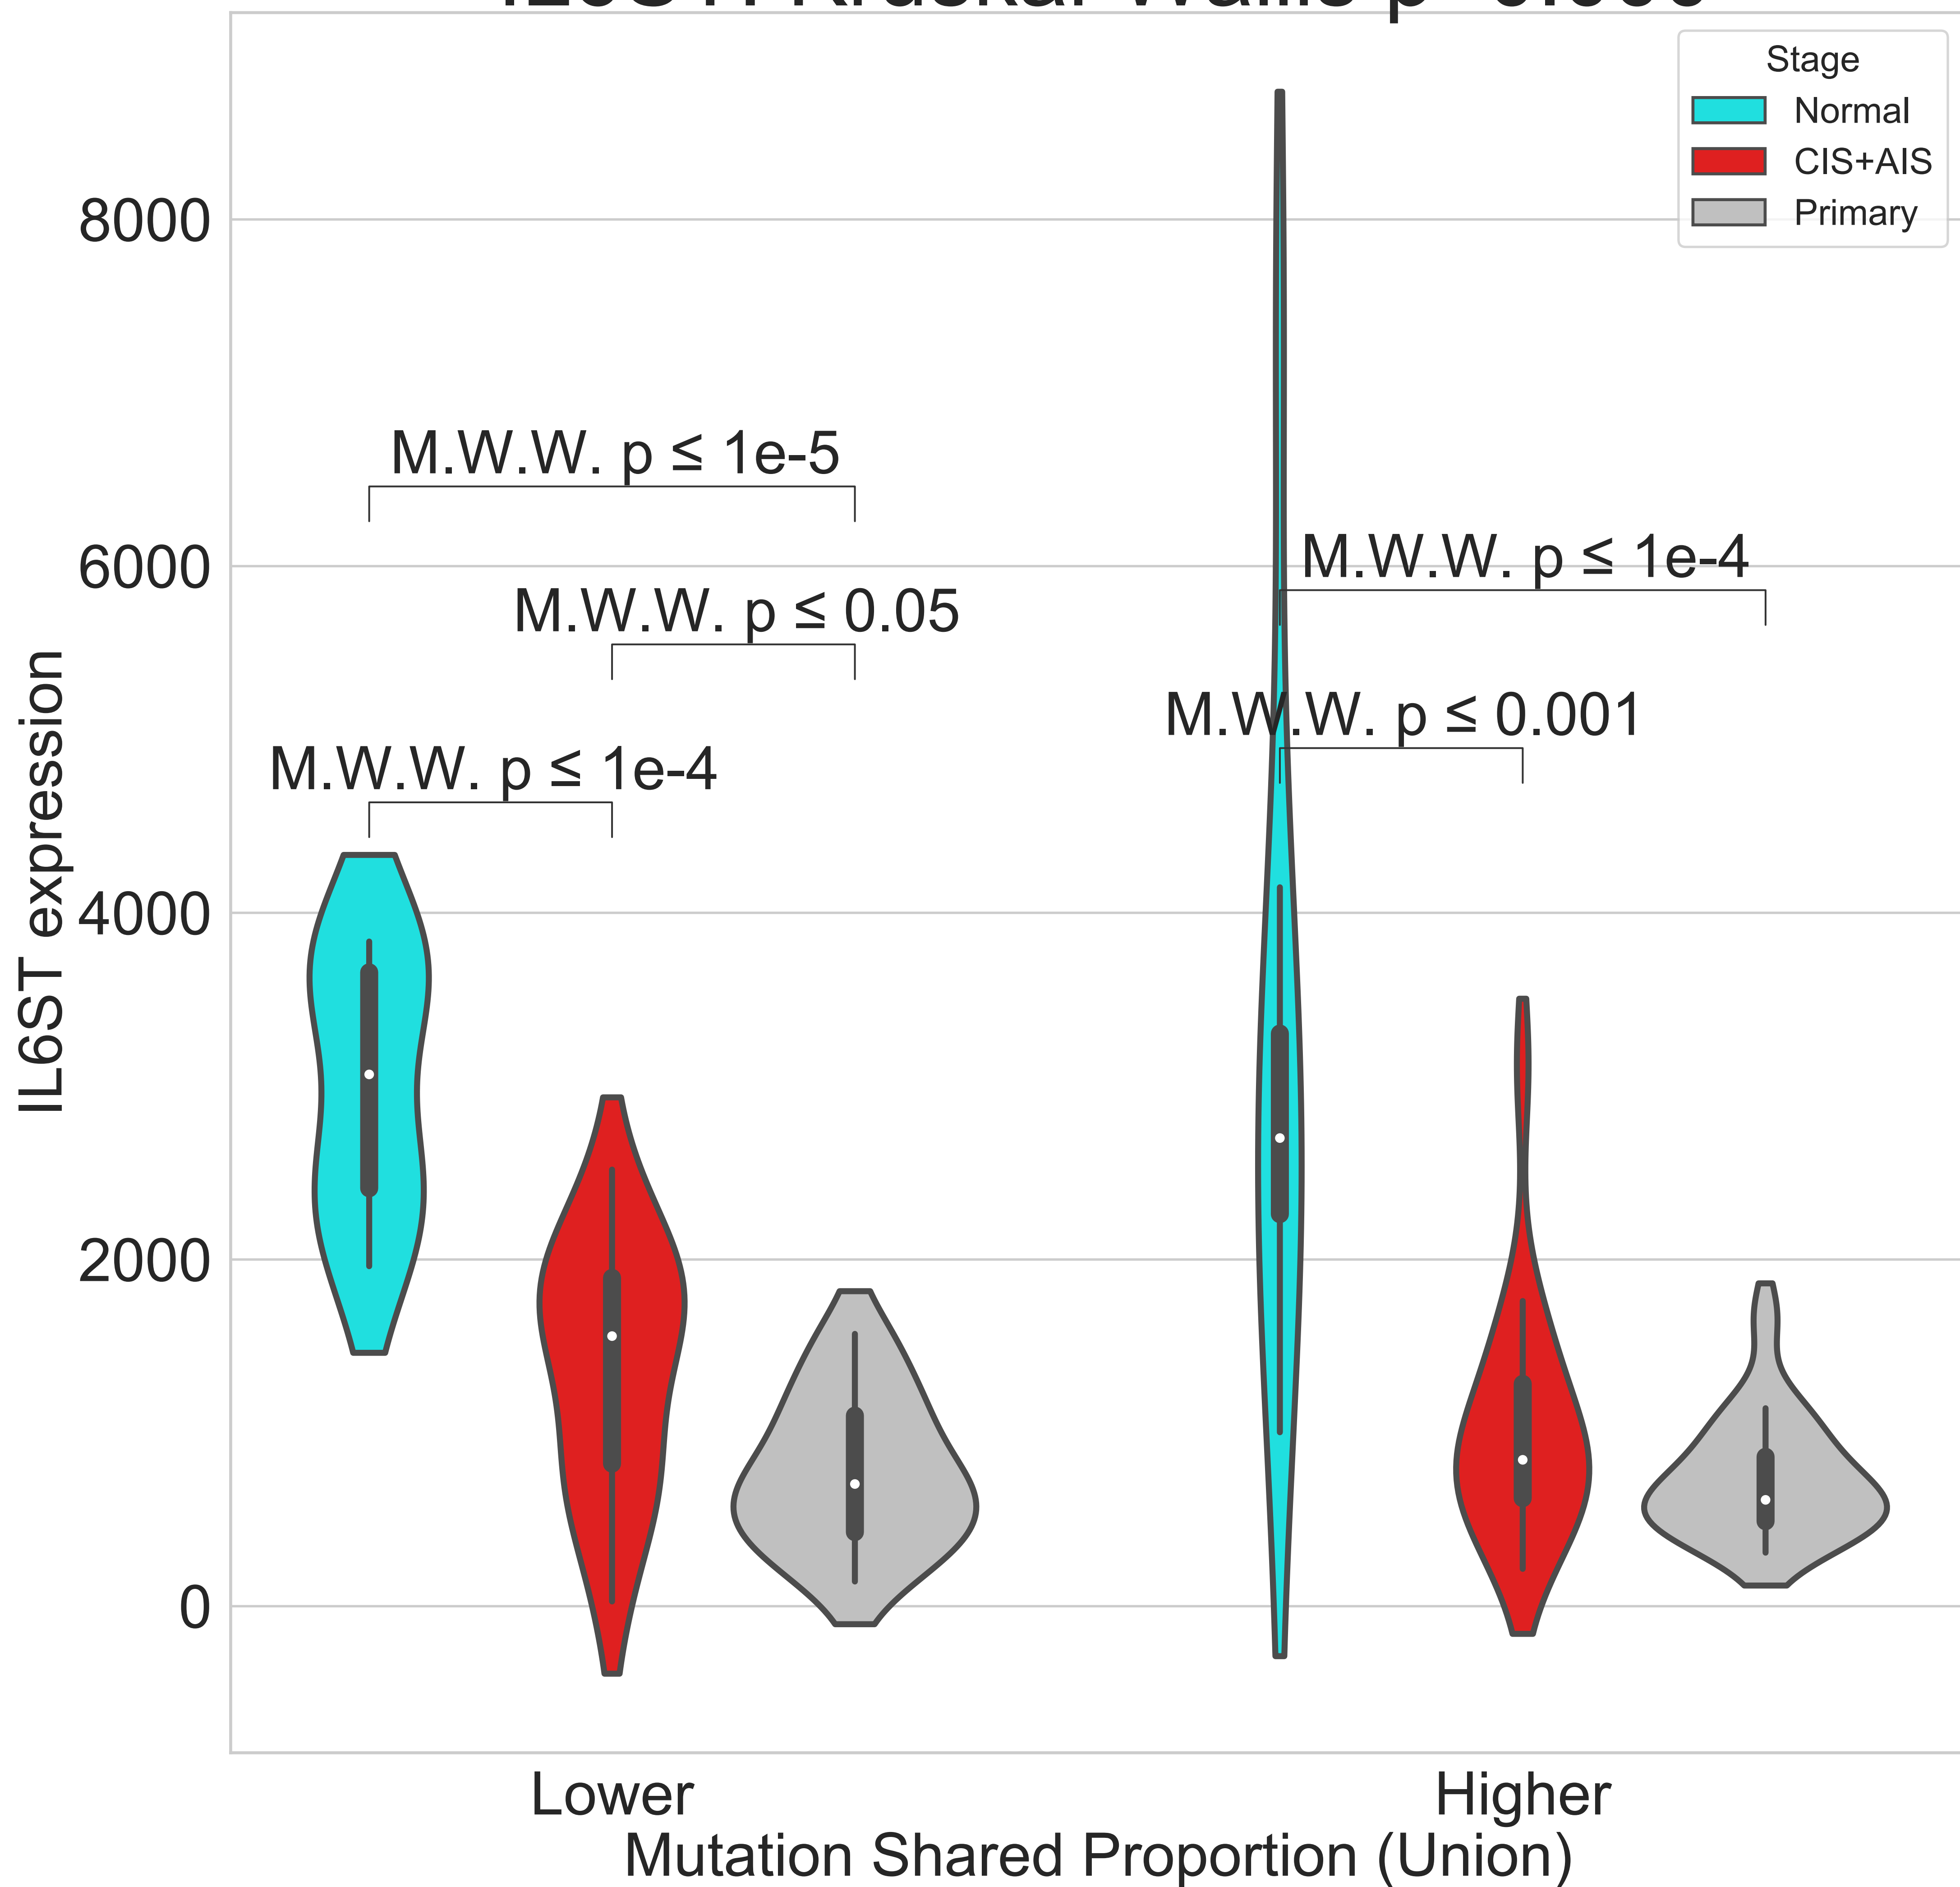 Stage
Normal
CIS+AIS
Primary
8000
6000
4000
2000
0
IL6ST expression
M.W.W. p ≤ 1e-5
M.W.W. p ≤ 0.05
M.W.W. p ≤ 1e-4
M.W.W. p ≤ 1e-4
M.W.W. p ≤ 0.001
Lower
Higher
Mutation Shared Proportion (Union)